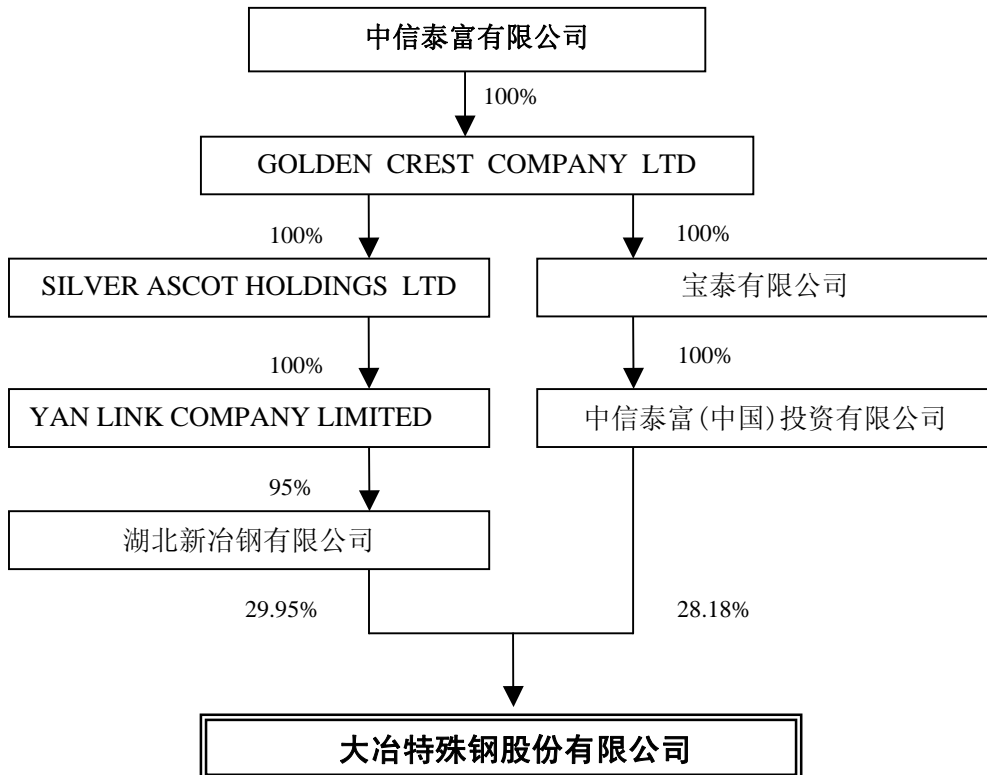 中信泰富有限公司
100%
GOLDEN CREST COMPANY LTD
100%
100%
SILVER ASCOT HOLDINGS LTD
宝泰有限公司
100%
100%
YAN LINK COMPANY LIMITED
中信泰富(中国)投资有限公司
95%
湖北新冶钢有限公司
29.95%
28.18%
大冶特殊钢股份有限公司